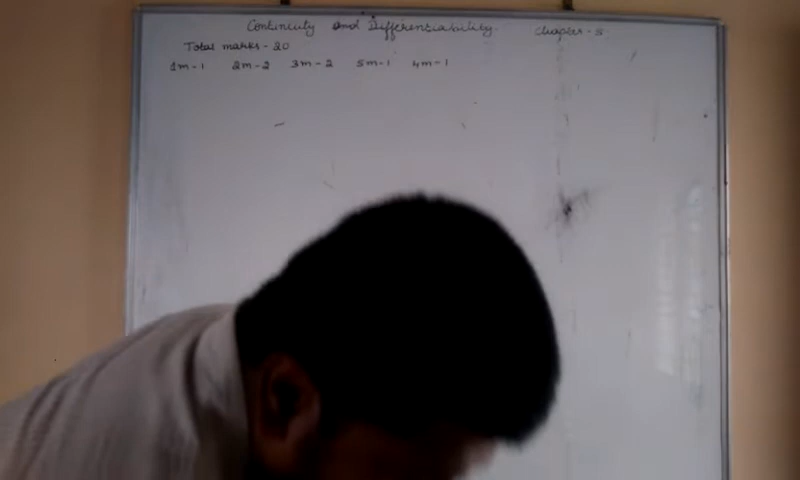 Continuity and Differentiability. Chapter - 5
Total marks - 20
1m - 1 2m - 2 3m - 2 5m - 1 4m - 1